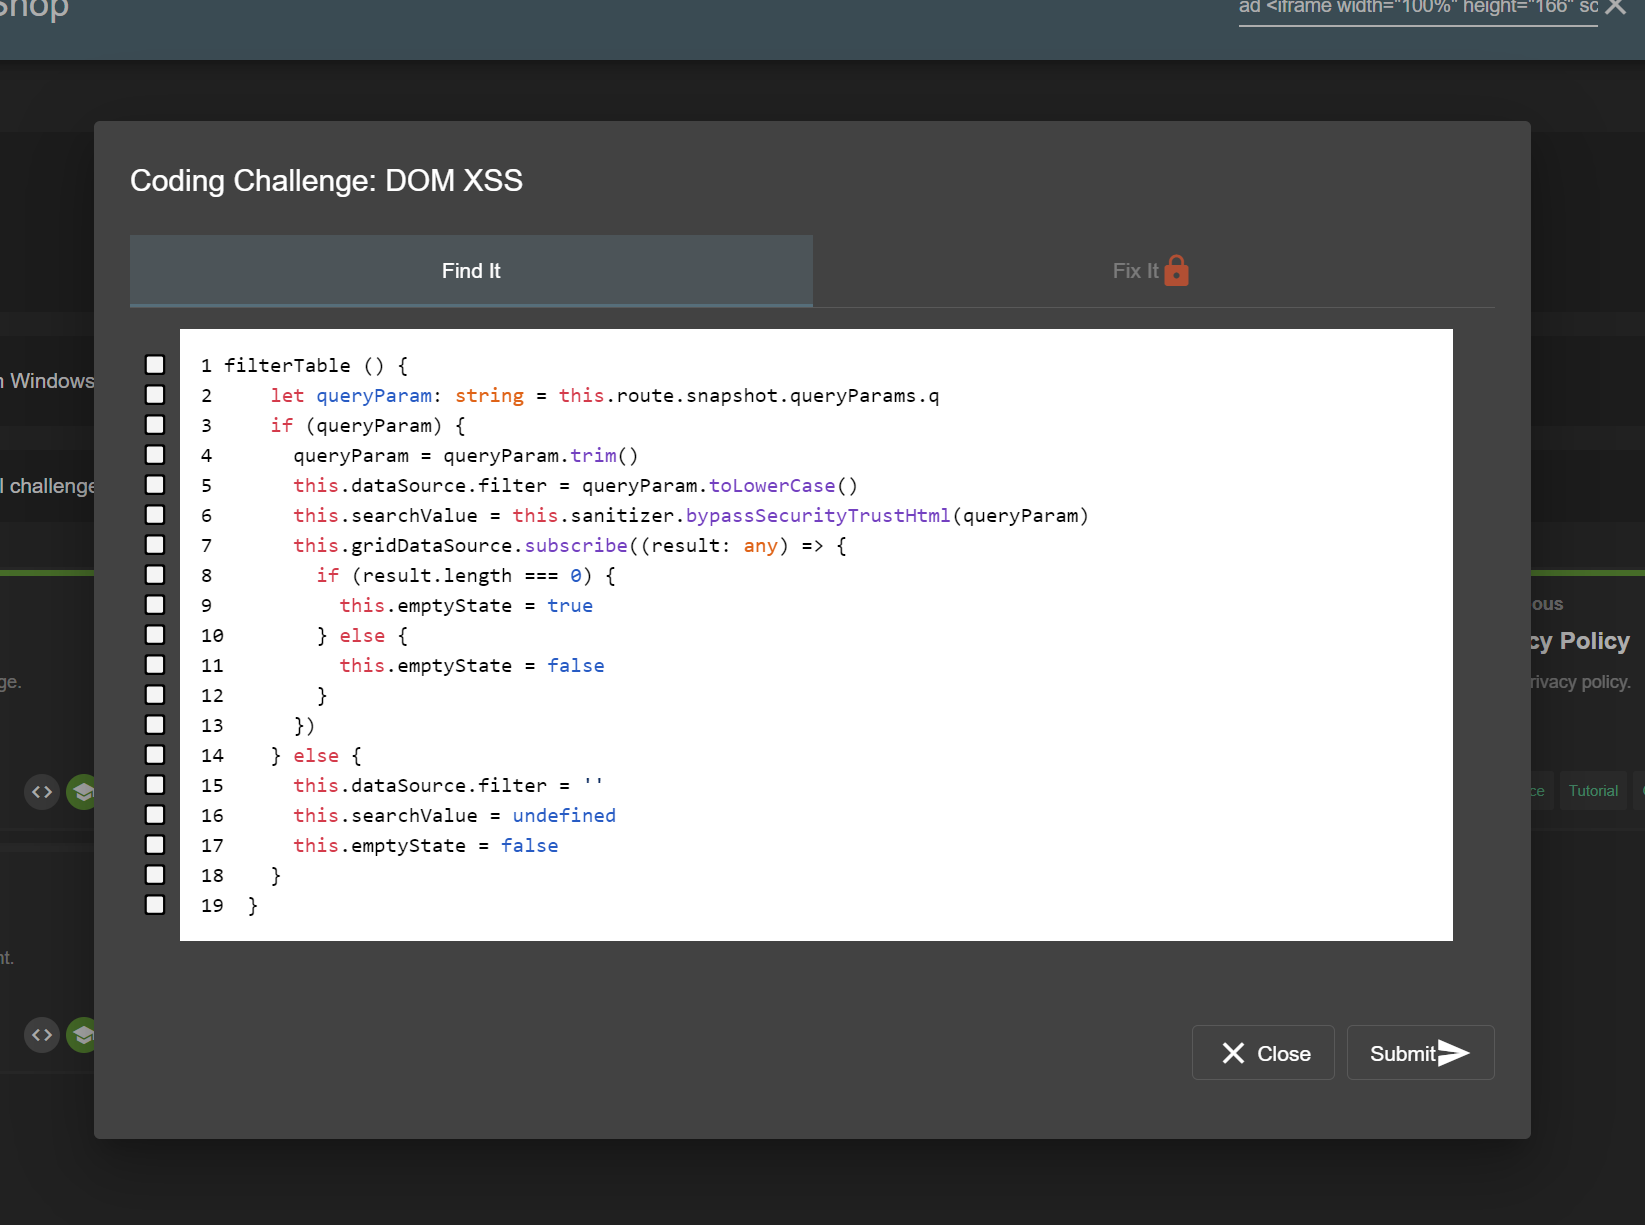 Shop
ad <iframe width="100%" height="166" sc
Coding Challenge: DOM XSS
Find It
Fix It
1 filterTable () {
2     let queryParam: string = this.route.snapshot.queryParams.q
3     if (queryParam) {
4       queryParam = queryParam.trim()
5       this.dataSource.filter = queryParam.toLowerCase()
6       this.searchValue = this.sanitizer.bypassSecurityTrustHtml(queryParam)
7       this.gridDataSource.subscribe((result: any) => {
8         if (result.length === 0) {
9           this.emptyState = true
10         } else {
11           this.emptyState = false
12         }
13       })
14     } else {
15       this.dataSource.filter = ''
16       this.searchValue = undefined
17       this.emptyState = false
18     }
19   }
Windows
challenge
ous
cy Policy
ge.
rivacy policy.
<>
ce
Tutorial
nt.
<>
Close
Submit